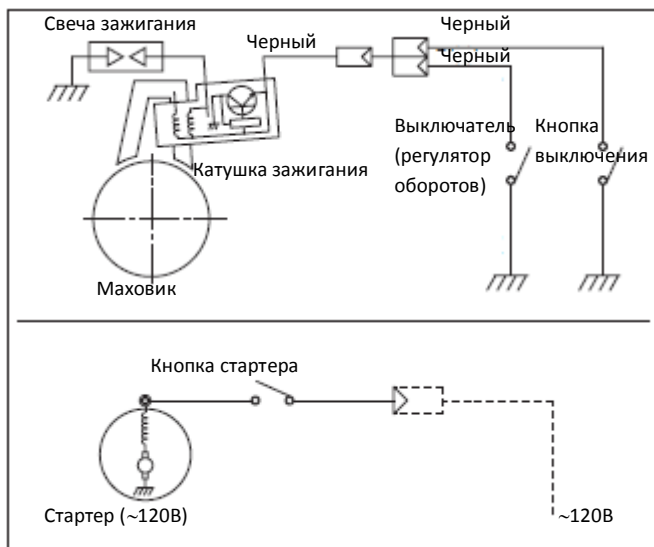 Свеча зажигания
Черный
Черный
Черный
Выключатель
(регулятор
оборотов)
Кнопка
выключения
Катушка зажигания
Маховик
Кнопка стартера
Стартер (~120В)
~120В